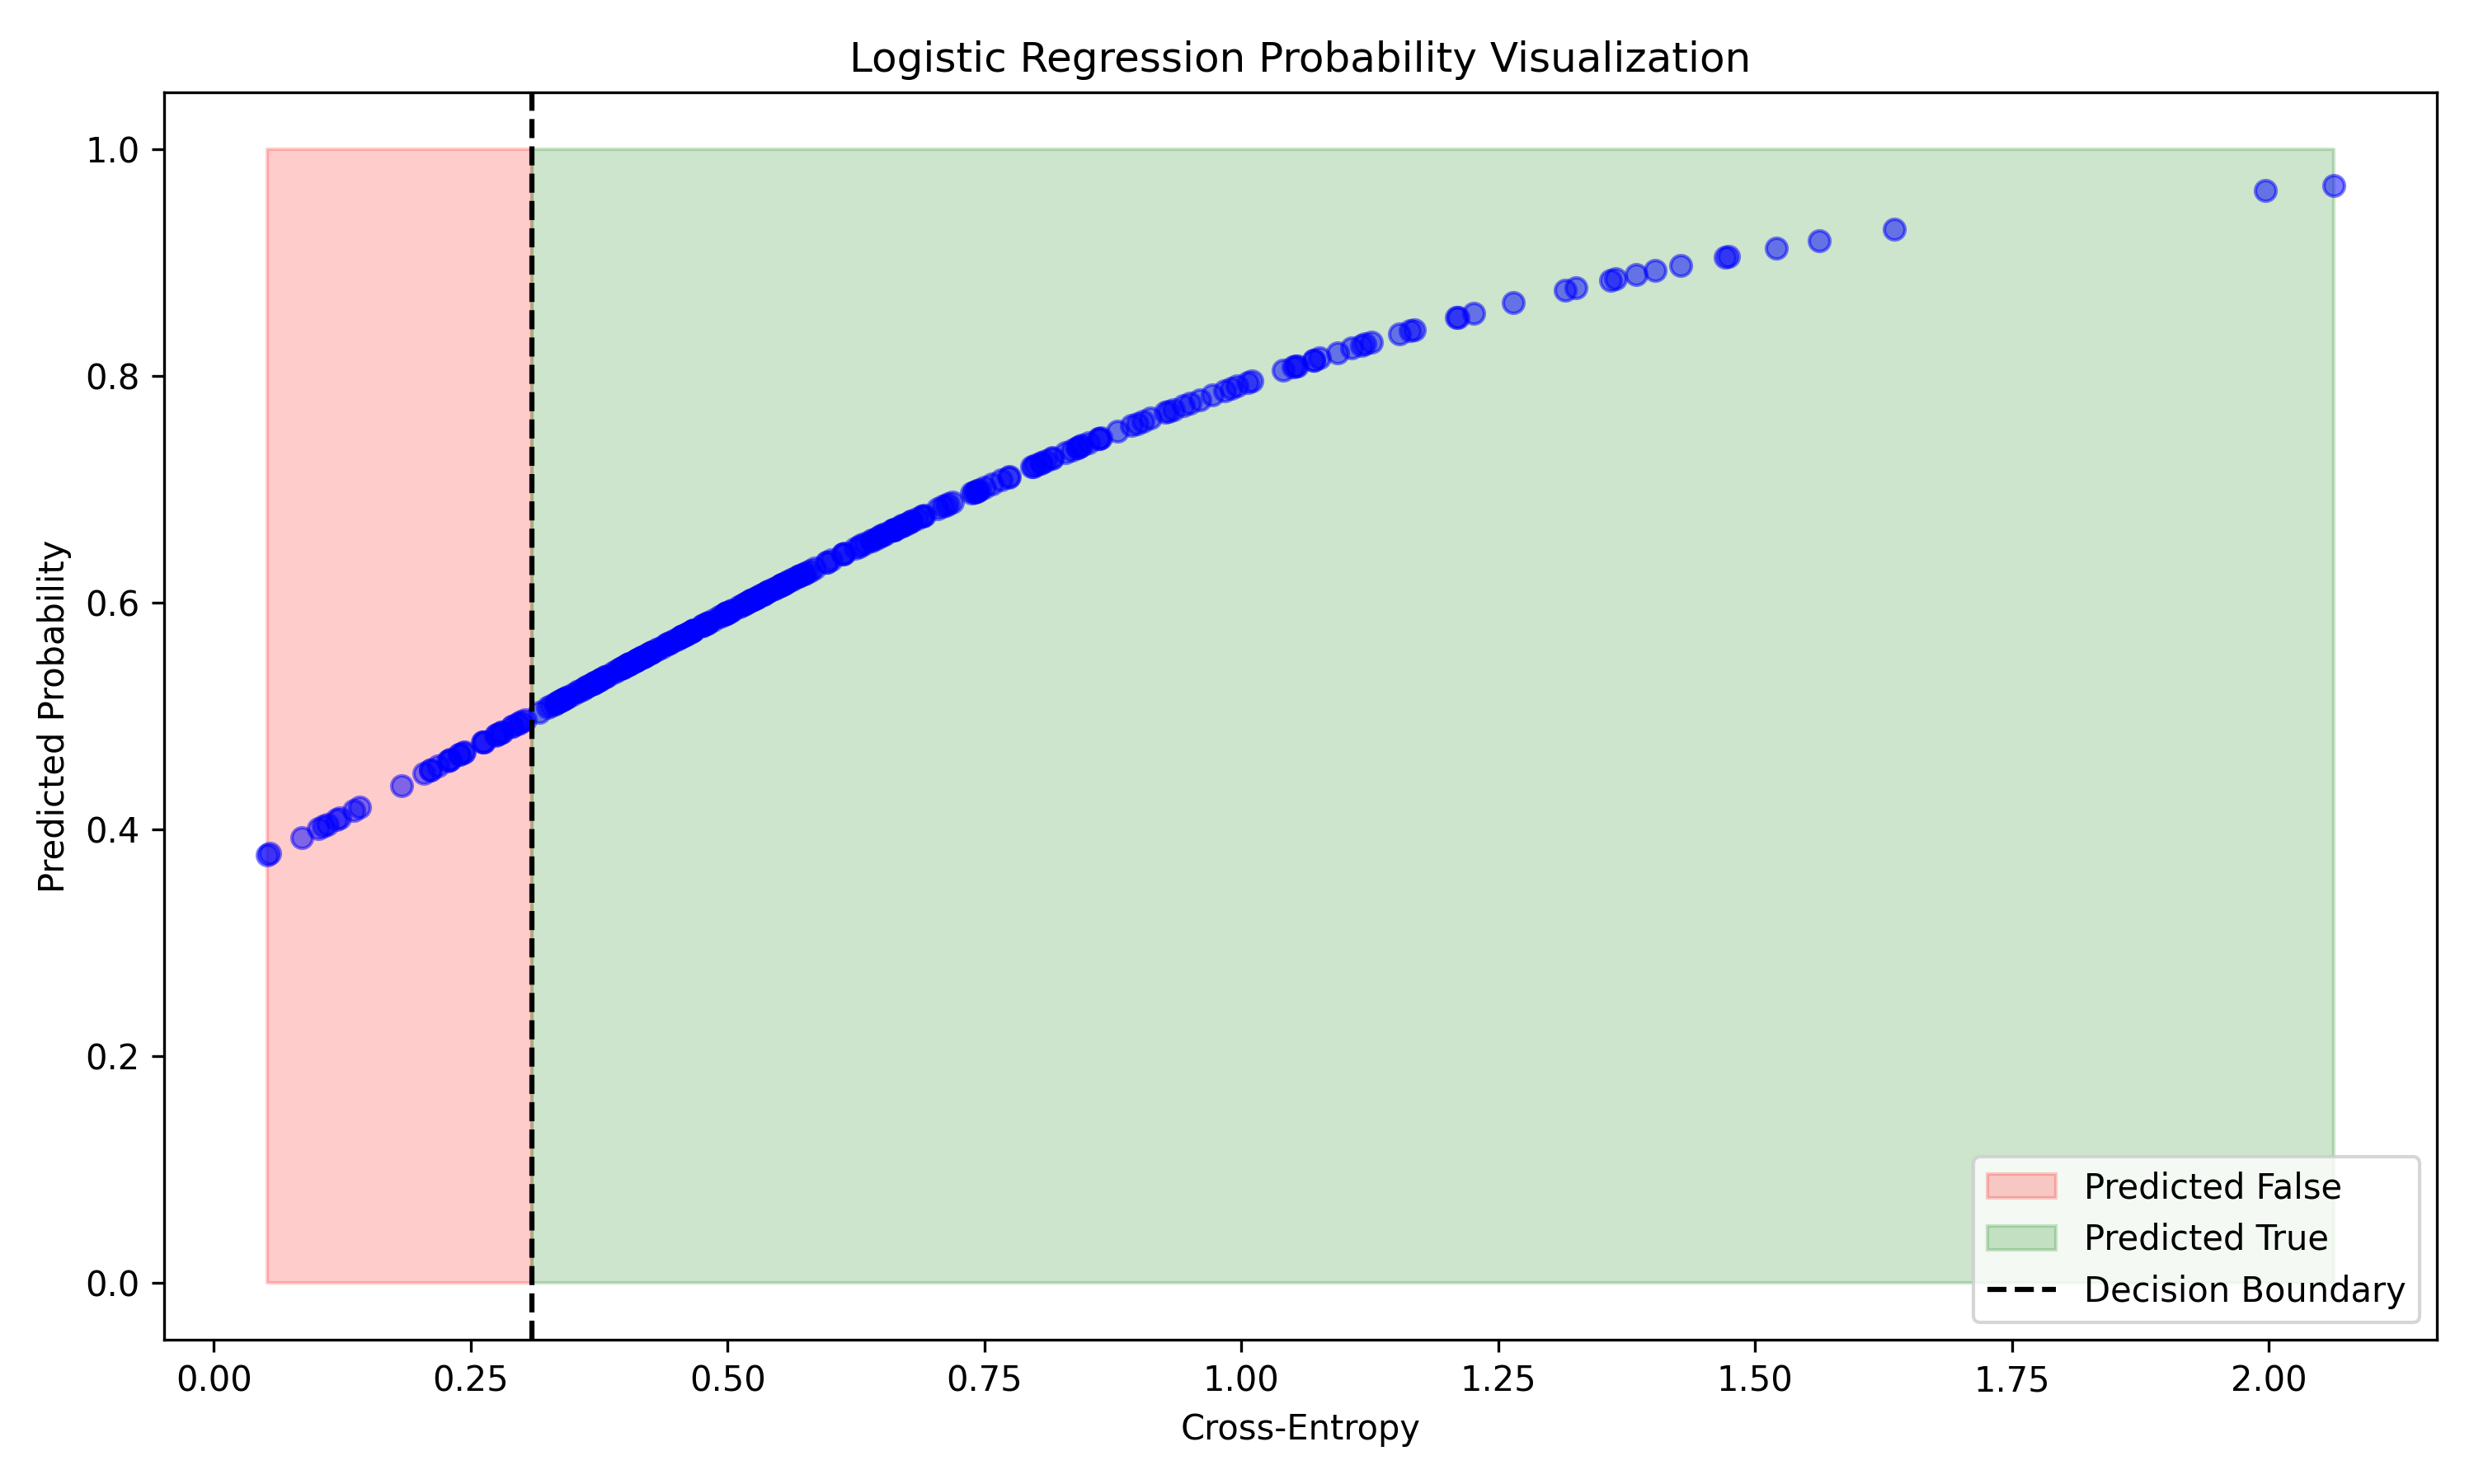 Logistic Regression Probability Visualization
1.0
0.8
0.6
0.4
0.2
0.0
Predicted Probability
Predicted False
Predicted True
Decision Boundary
0.00 0.25 0.50 0.75 1.00 1.25 1.50 1.75 2.00
Cross-Entropy